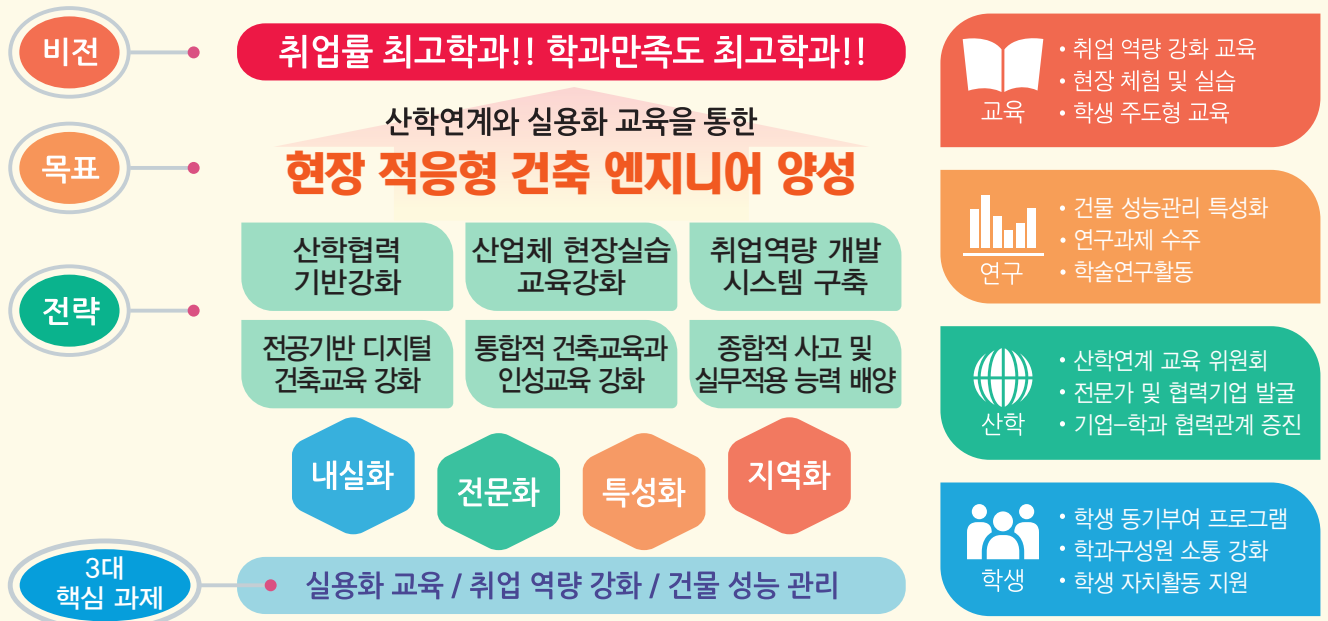 비전
취업률 최고학과!! 학과만족도 최고학과!!
목표
산학연계와 실용화 교육을 통한
현장 적응형 건축 엔지니어 양성
전략
산학협력
기반강화
산업체 현장실습
교육강화
취업역량 개발
시스템 구축
전공기반 디지털
건축교육 강화
통합적 건축교육과
인성교육 강화
종합적 사고 및
실무적용 능력 배양
내실화
전문화
특성화
지역화
3대
핵심 과제
실용화 교육 / 취업 역량 강화 / 건물 성능 관리
교육
• 취업 역량 강화 교육
• 현장 체험 및 실습
• 학생 주도형 교육
연구
• 건물 성능관리 특성화
• 연구과제 수주
• 학술연구활동
산학
• 산학연계 교육 위원회
• 전문가 및 협력기업 발굴
• 기업–학과 협력관계 증진
학생
• 학생 동기부여 프로그램
• 학과구성원 소통 강화
• 학생 자치활동 지원